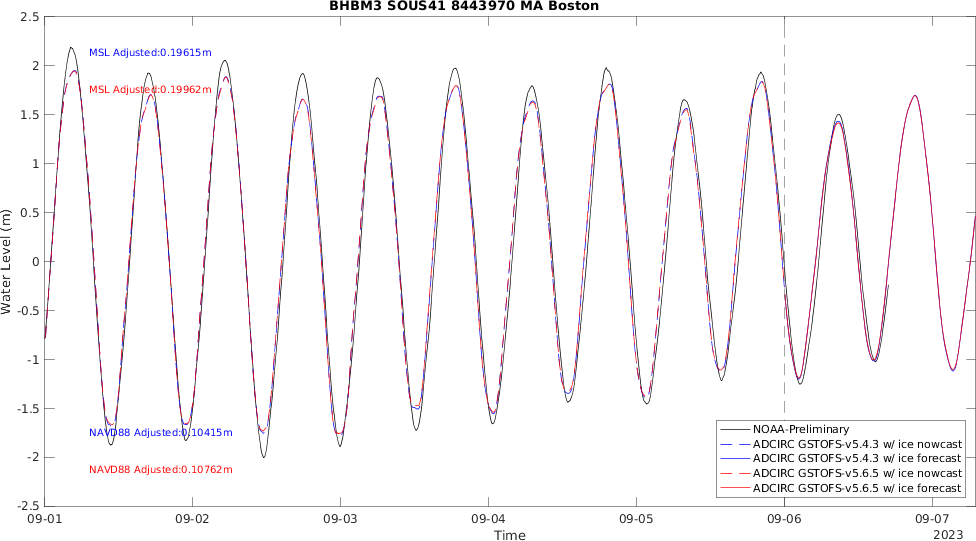 BHBM3 SOUS41 8443970 MA Boston
2.5
2
1.5
1
0.5
0
-0.5
-1
-1.5
-2
-2.5
Water Level (m)
MSL Adjusted:0.19615m
MSL Adjusted:0.19962m
NAVD88 Adjusted:0.10415m
NAVD88 Adjusted:0.10762m
NOAA-Preliminary
ADCIRC GSTOFS-v5.4.3 w/ ice nowcast
ADCIRC GSTOFS-v5.4.3 w/ ice forecast
ADCIRC GSTOFS-v5.6.5 w/ ice nowcast
ADCIRC GSTOFS-v5.6.5 w/ ice forecast
09-01 09-02 09-03 09-04 09-05 09-06 09-07
Time
2023